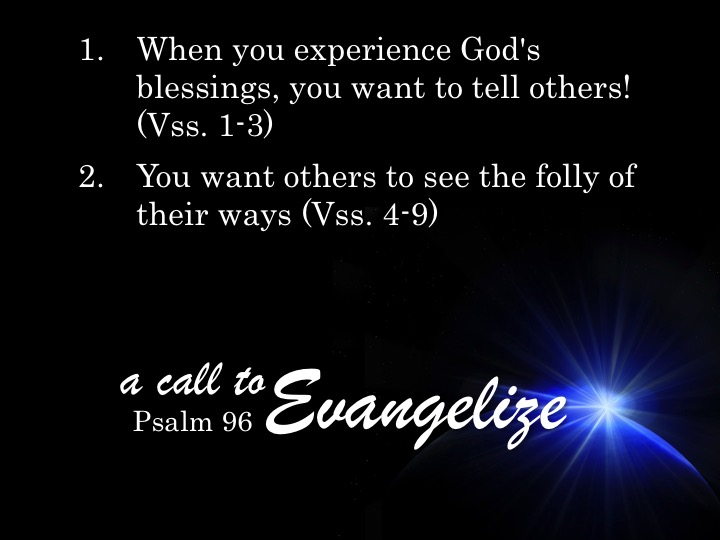 1. When you experience God's
blessings, you want to tell others!
(Vss. 1-3)
2. You want others to see the folly of
their ways (Vss. 4-9)
a call to Evangelize
Psalm 96